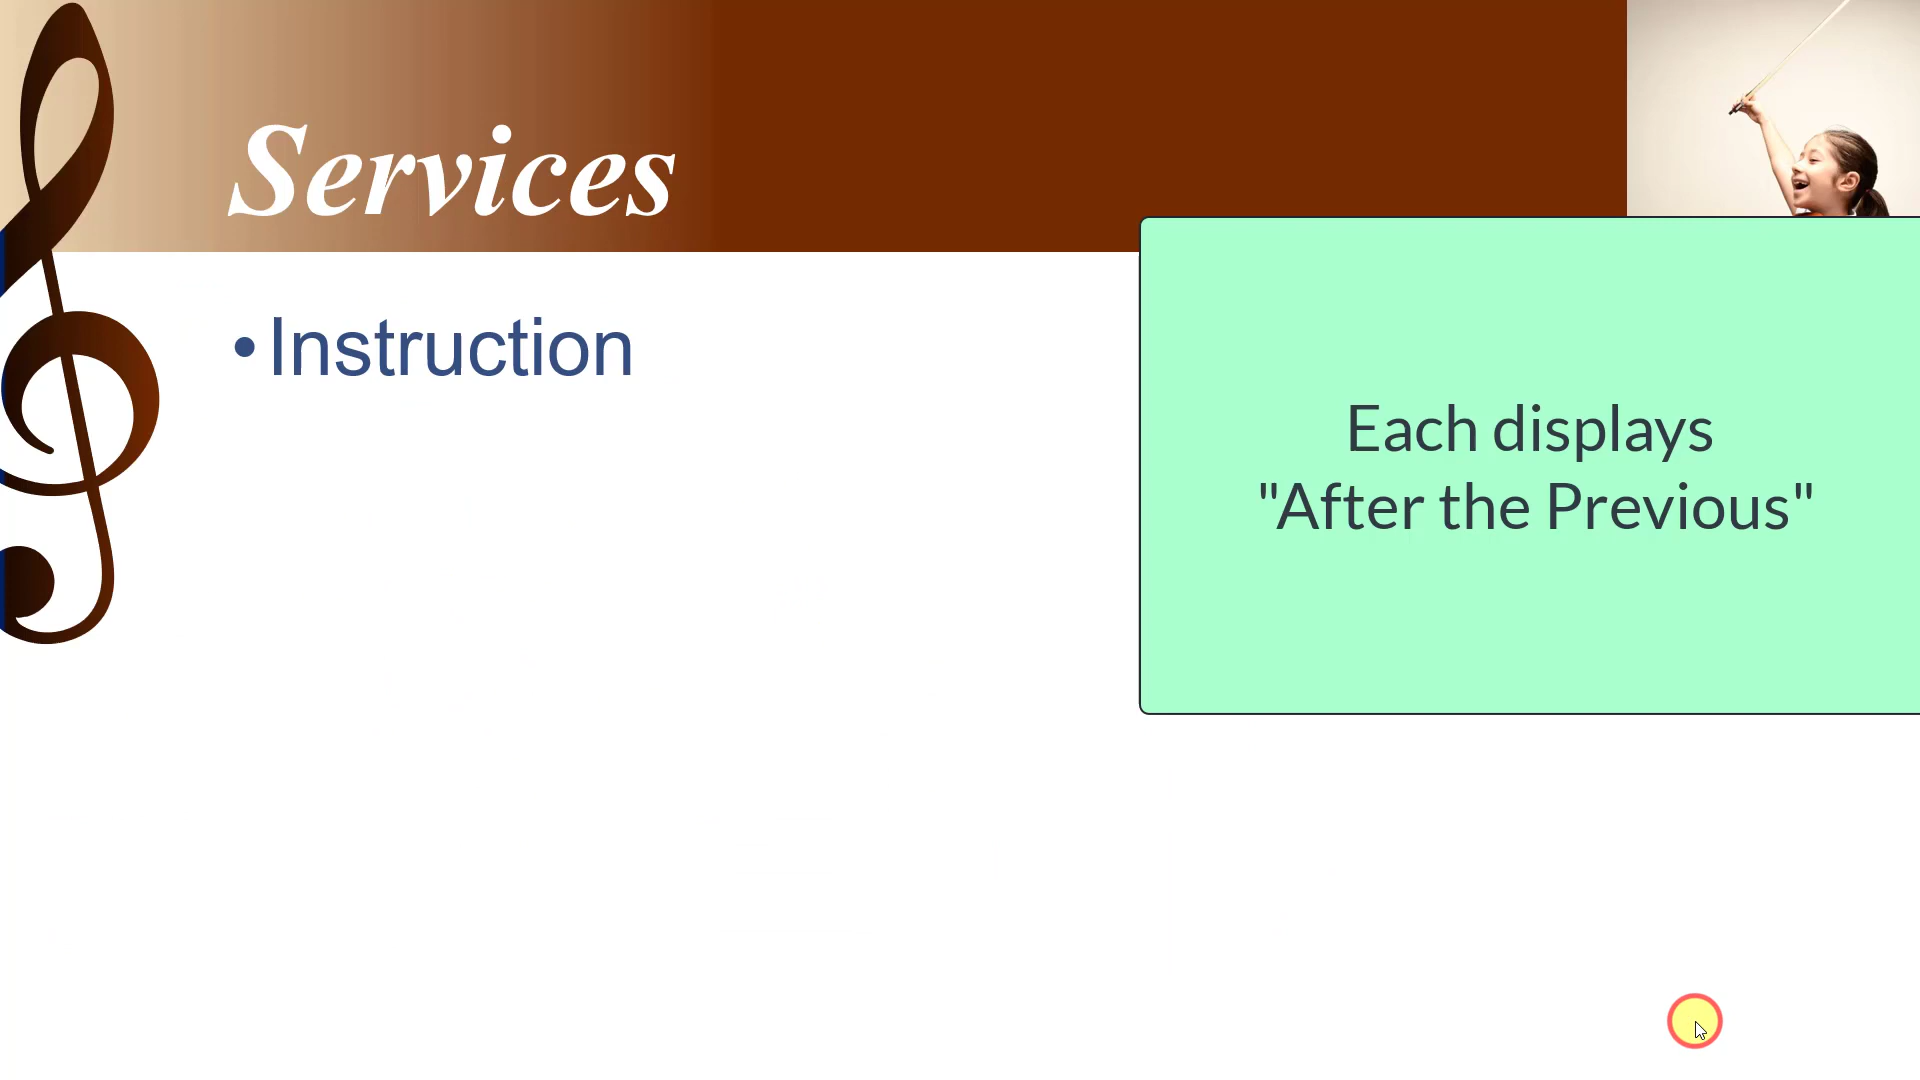 Services
•Instruction
Each displays
"After the Previous"